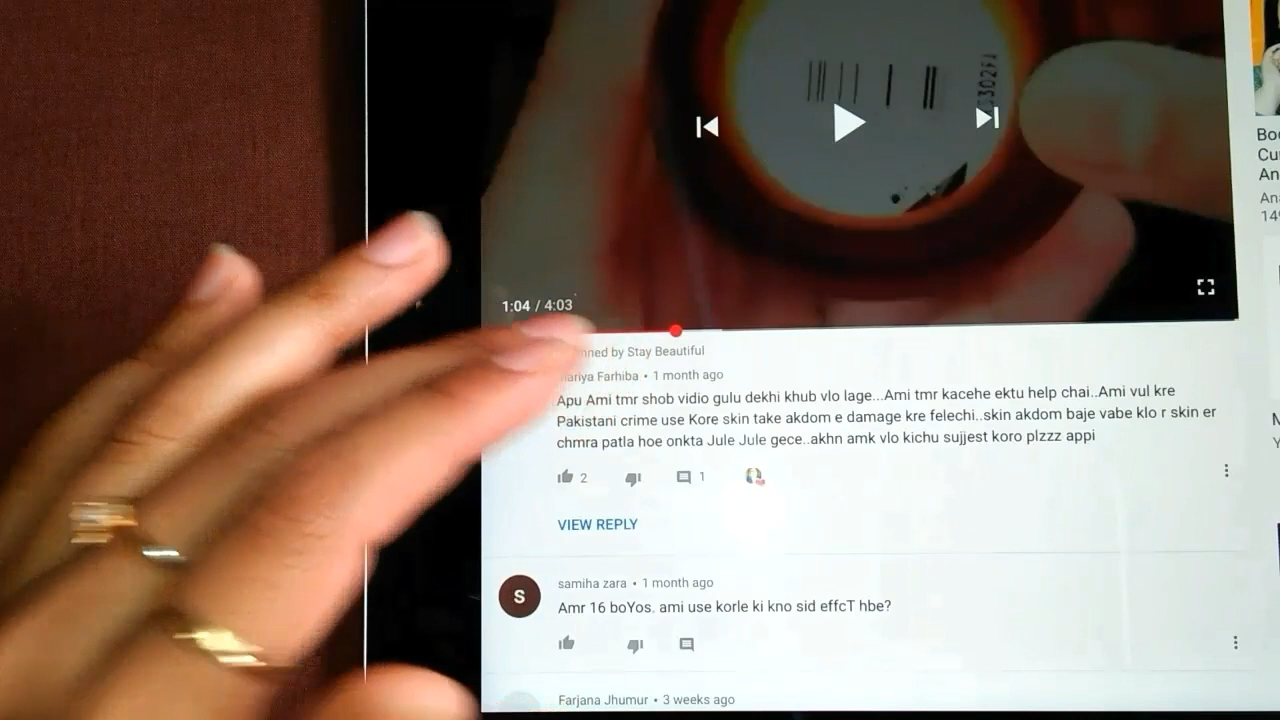 1:04 / 4:03
by Stay Beautiful
Farhiba • 1 month ago
Apu Ami tmr shob vidio gulu dekhi khub vlo lage...Ami tmr kacehe ektu help chai..Ami vul kre
Pakistani crime use Kore skin take akdom e damage kre felechi..skin akdom baje vabe klo r skin er
chmra patla hoe onkta Jule Jule gece..akhn amk vlo kichu sujjest koro plzzz appi
2
1
VIEW REPLY
S
samiha zara • 1 month ago
Amr 16 boYos. ami use korle ki kno sid effcT hbe?
Farjana Jhumur • 3 weeks ago